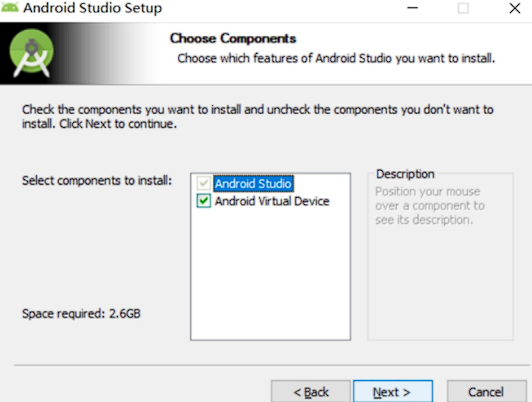 Android Studio Setup
Choose Components
Choose which features of Android Studio you want to install.
Check the components you want to install and uncheck the components you don't want to
install. Click Next to continue.
Select components to install:
Android Studio
Android Virtual Device
Description
Position your mouse
over a component to
see its description.
Space required: 2.6GB
< Back
Next >
Cancel